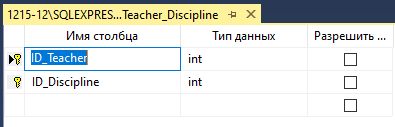 1215-12\SQLEXPRES...Teacher_Discipline
Имя столбца Тип данных Разрешить ...
ID_Teacher int
ID_Discipline int